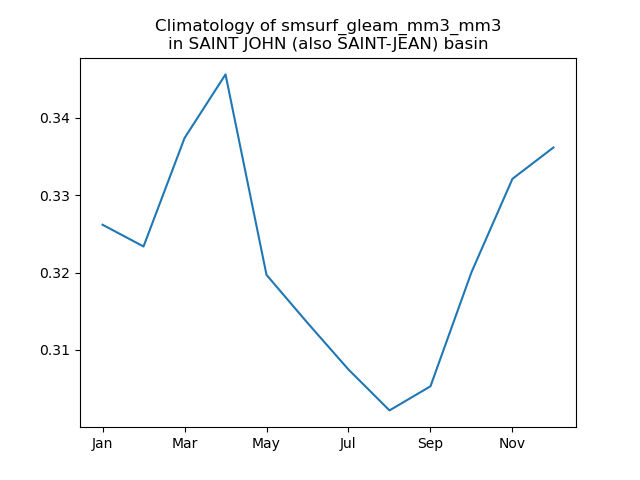 Climatology of smsurf_gleam_mm3_mm3
in SAINT JOHN (also SAINT-JEAN) basin
0.34
0.33
0.32
0.31
Jan Mar May Jul Sep Nov